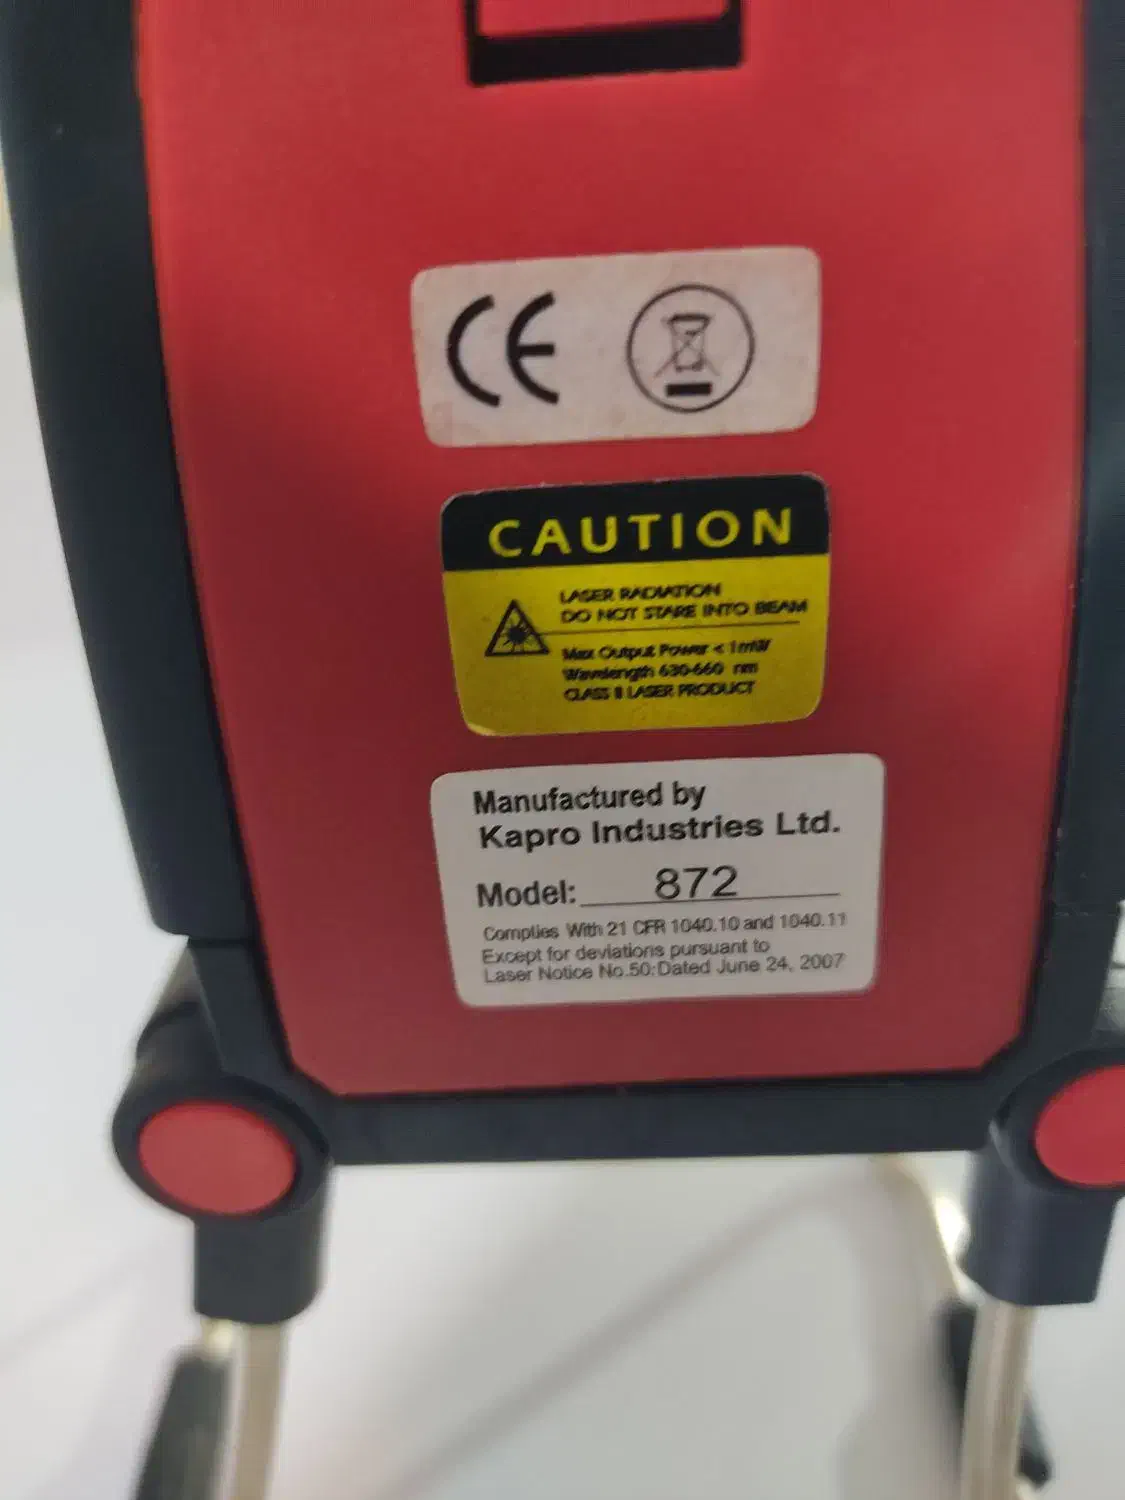 CE
CAUTION
LASER RADIATION
DO NOT STARE INTO BEAM
Max Output Power < 1mW
Wavelength 630-660 nm
CLASS II LASER PRODUCT
Manufactured by
Kapro Industries Ltd.
Model: 872
Complies With 21 CFR 1040.10 and 1040.11
Except for deviations pursuant to
Laser Notice No.50:Dated June 24, 2007